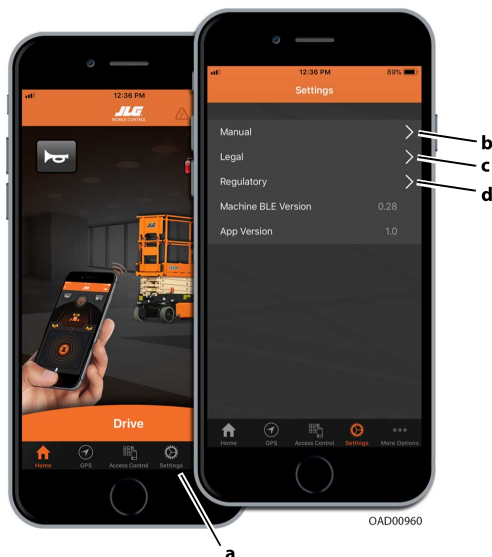 12:36 PM
JLG
MOBILE CONTROL
Drive
Home
GPS
Access Control
Settings
12:36 PM
89%
Settings
Manual
Legal
Regulatory
Machine BLE Version 0.28
App Version 1.0
Home
GPS
Access Control
Settings
More Options
b
c
d
a
OAD00960